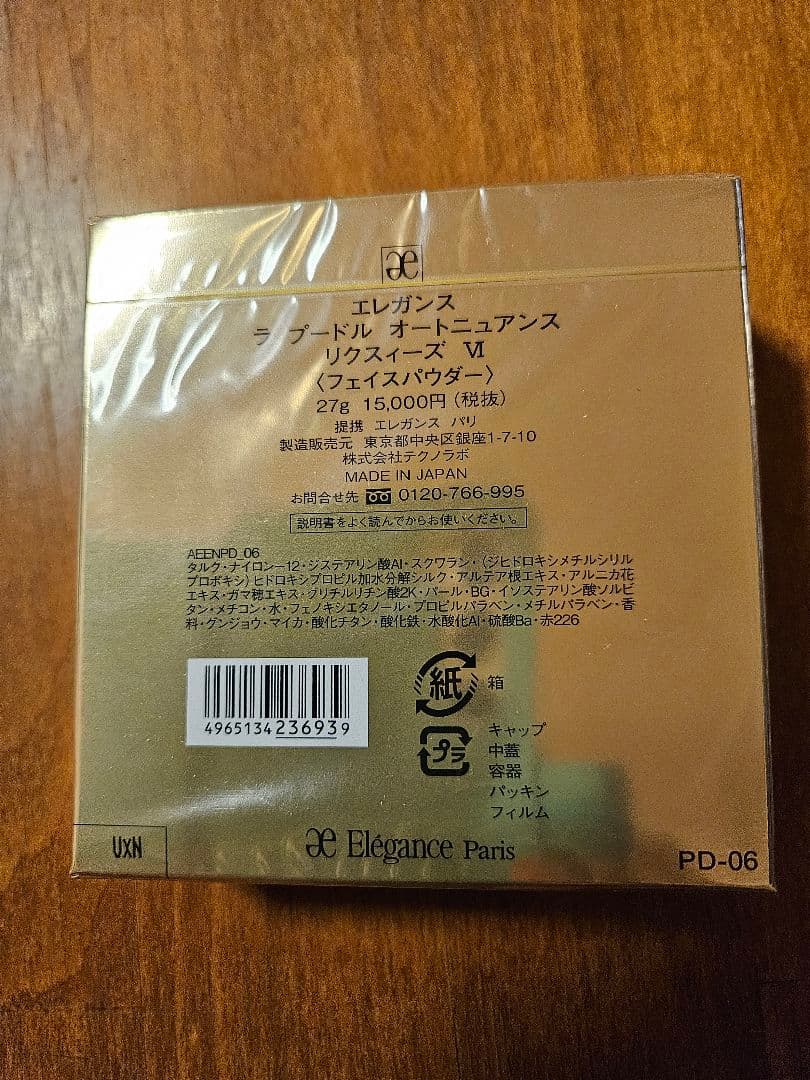 æ
エレガンス
ラ プードル オートニュアンス
リクスィーズ Ⅵ
〈フェイスパウダー〉
27g 15,000円(税抜)
提携 エレガンス パリ
製造販売元 東京都中央区銀座1-7-10
株式会社テクノラボ
MADE IN JAPAN
お問合せ先 0120-766-995
説明書をよく読んでからお使いください。
AEENPD_06
タルク・ナイロン-12・ジステアリン酸Al・スクワラン・(ジヒドロキシメチルシリル
プロポキシ)ヒドロキシプロピル加水分解シルク・アルテア根エキス・アルニカ花
エキス・ガマ穂エキス・グリチルリチン酸2K・パール・BG・イソステアリン酸ソルビ
タン・メチコン・水・フェノキシエタノール・プロピルパラベン・メチルパラベン・香
料・グンジョウ・マイカ・酸化チタン・酸化鉄・水酸化Al・硫酸Ba・赤226
4965134236939
紙 箱
プラ
キャップ
中蓋
容器
パッキン
フィルム
UxN
æ Elégance Paris
PD-06